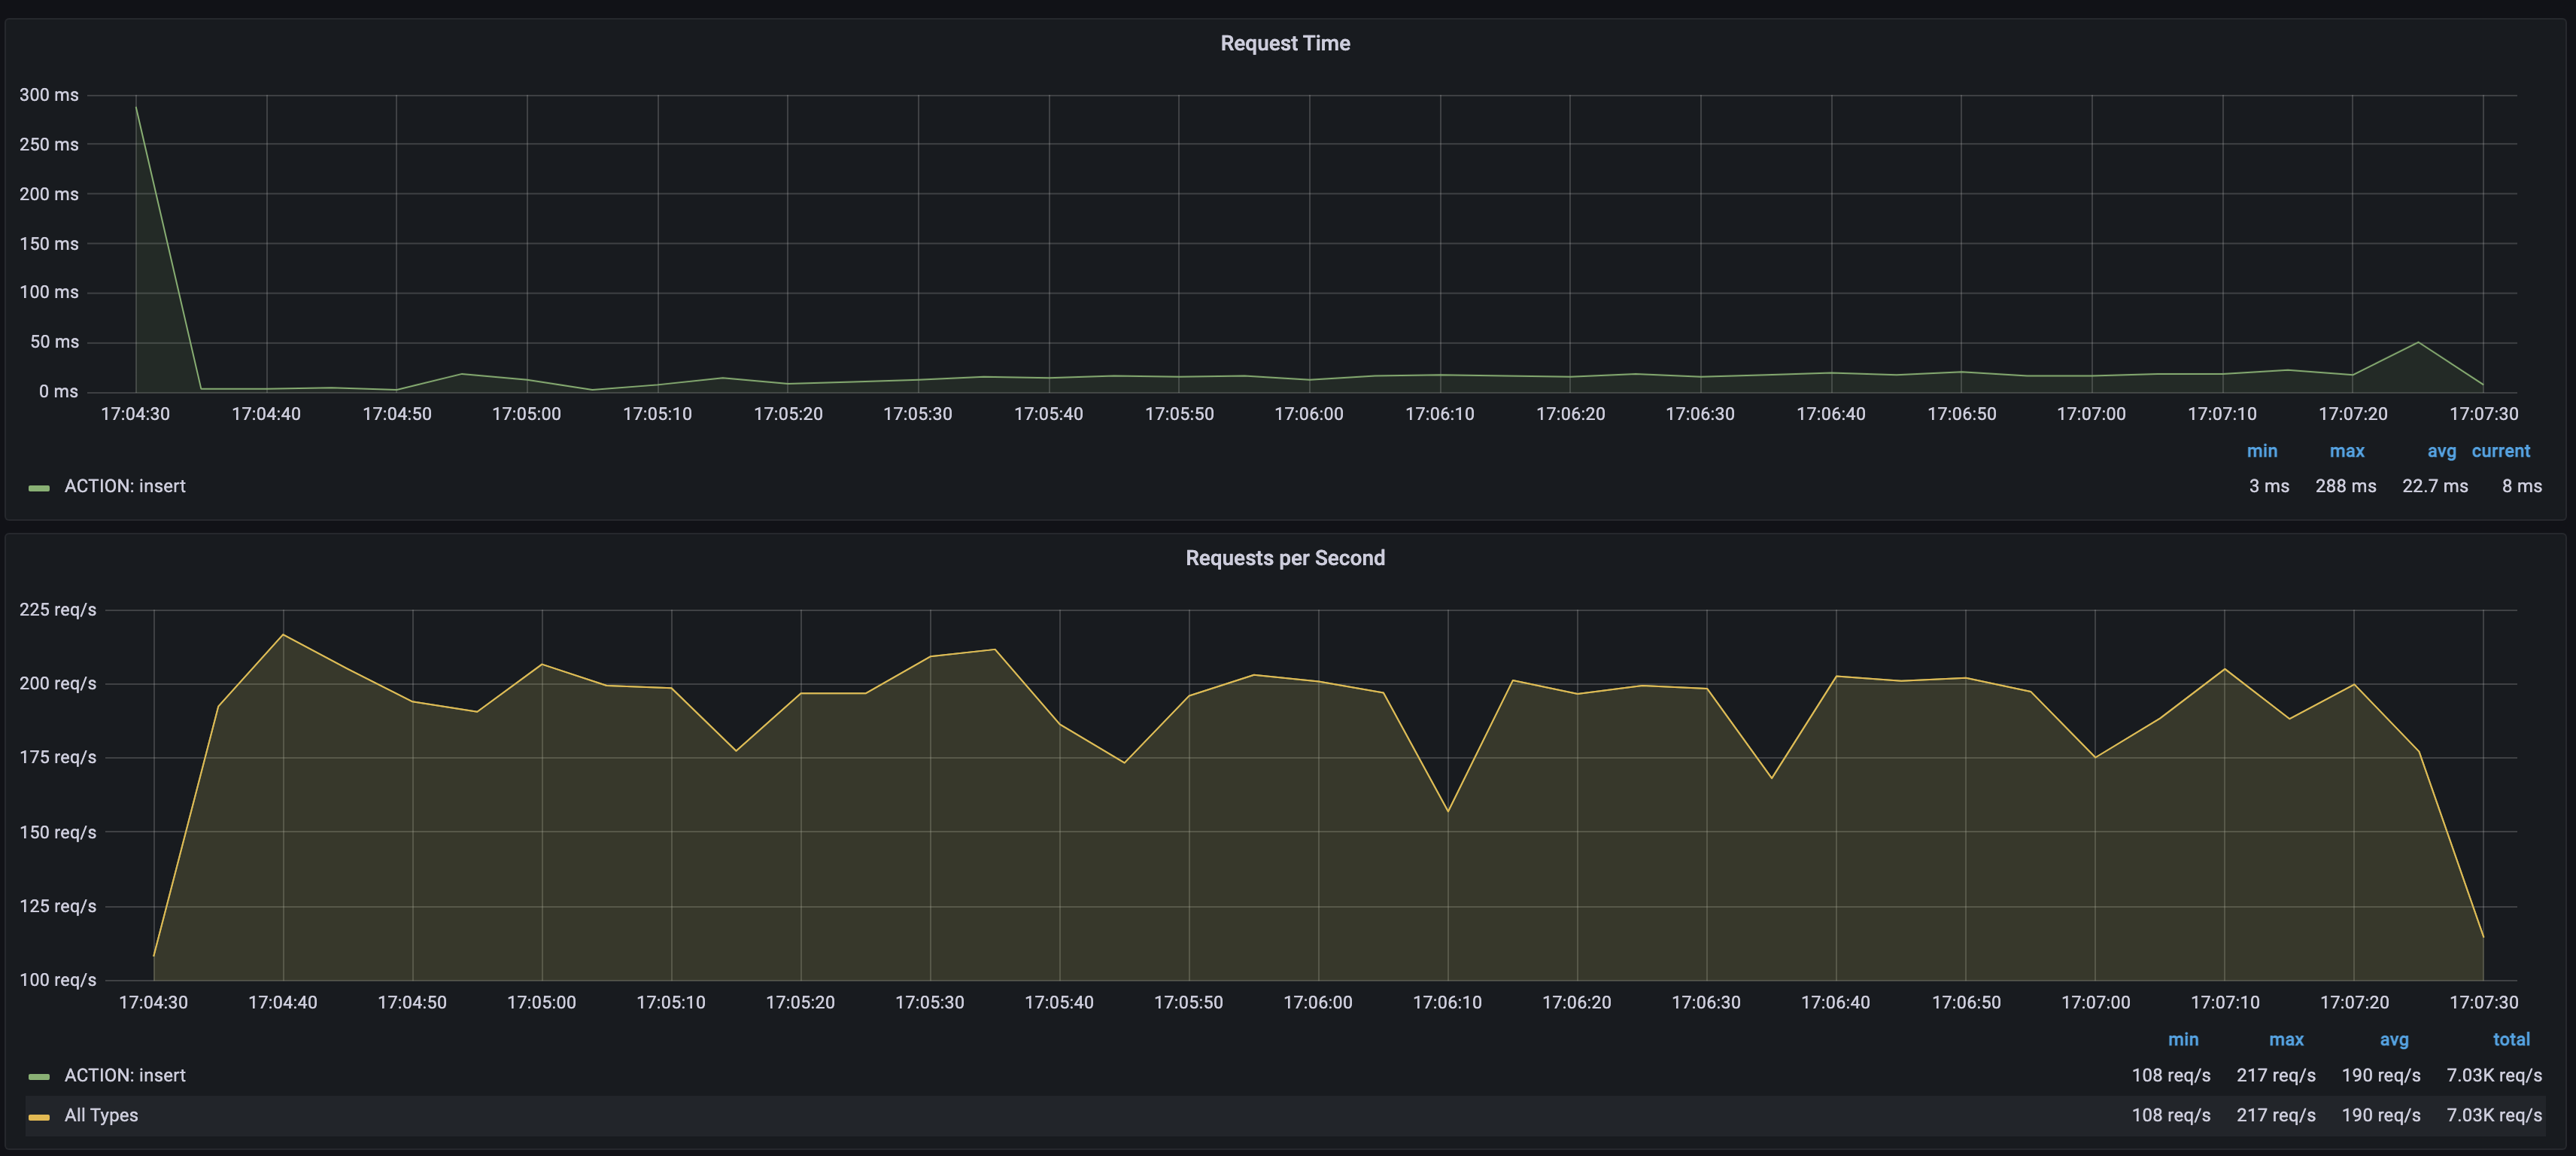 Request Time
300 ms
250 ms
200 ms
150 ms
100 ms
50 ms
0 ms
17:04:30 17:04:40 17:04:50 17:05:00 17:05:10 17:05:20 17:05:30 17:05:40 17:05:50 17:06:00 17:06:10 17:06:20 17:06:30 17:06:40 17:06:50 17:07:00 17:07:10 17:07:20 17:07:30
min max avg current
ACTION: insert 3 ms 288 ms 22.7 ms 8 ms
Requests per Second
225 req/s
200 req/s
175 req/s
150 req/s
125 req/s
100 req/s
17:04:30 17:04:40 17:04:50 17:05:00 17:05:10 17:05:20 17:05:30 17:05:40 17:05:50 17:06:00 17:06:10 17:06:20 17:06:30 17:06:40 17:06:50 17:07:00 17:07:10 17:07:20 17:07:30
min max avg total
ACTION: insert 108 req/s 217 req/s 190 req/s 7.03K req/s
All Types 108 req/s 217 req/s 190 req/s 7.03K req/s